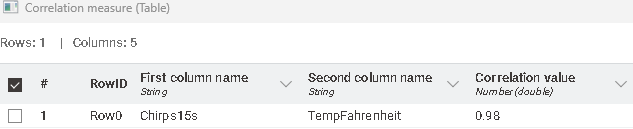 Correlation measure (Table)
Rows: 1 | Columns: 5
# RowID First column name Second column name Correlation value
String String Number (double)
1 Row0 Chirps15s TempFahrenheit 0.98